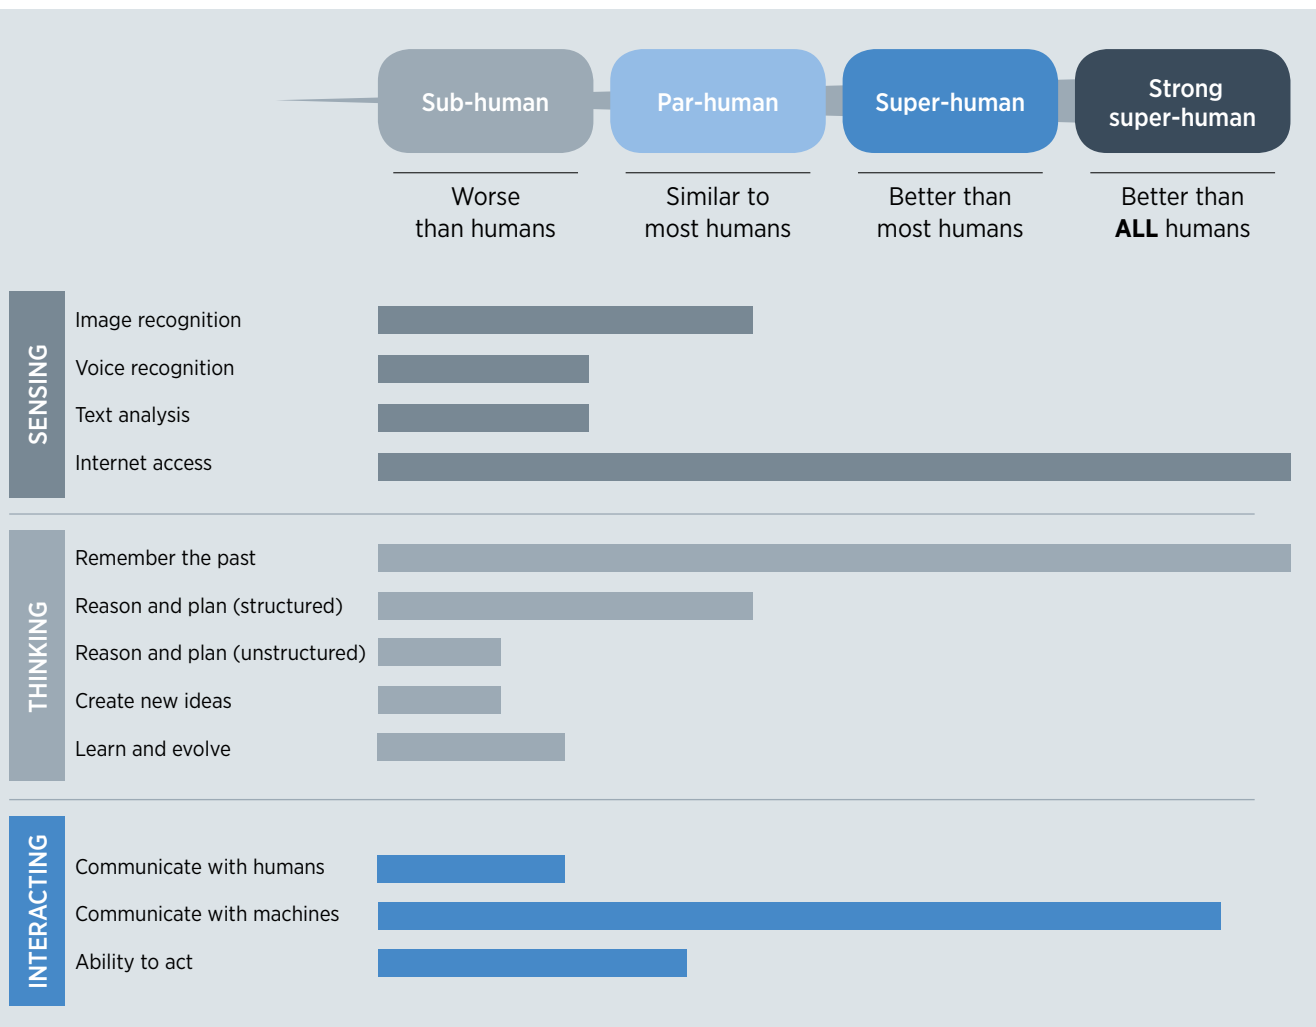 Sub-human
Par-human
Super-human
Strong
super-human
Worse
than humans
Similar to
most humans
Better than
most humans
Better than
ALL humans
SENSING
Image recognition
Voice recognition
Text analysis
Internet access
THINKING
Remember the past
Reason and plan (structured)
Reason and plan (unstructured)
Create new ideas
Learn and evolve
INTERACTING
Communicate with humans
Communicate with machines
Ability to act